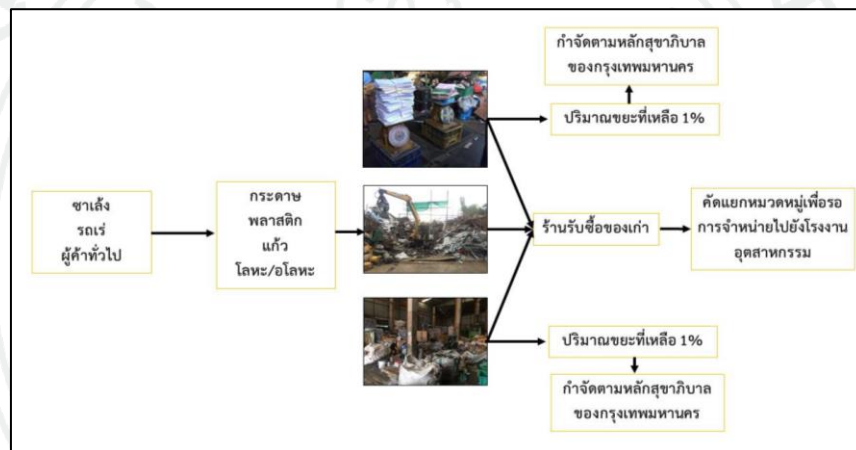 กำจัดตามหลักสุขาภิบาล
ของกรุงเทพมหานคร
ปริมาณขยะที่เหลือ 1%
ซาเล้ง
รถเร่
ผู้ค้าทั่วไป
กระดาษ
พลาสติก
แก้ว
โลหะ/อโลหะ
ร้านรับซื้อของเก่า
คัดแยกหมวดหมู่เพื่อรอ
การจำหน่ายไปยังโรงงาน
อุตสาหกรรม
ปริมาณขยะที่เหลือ 1%
กำจัดตามหลักสุขาภิบาล
ของกรุงเทพมหานคร